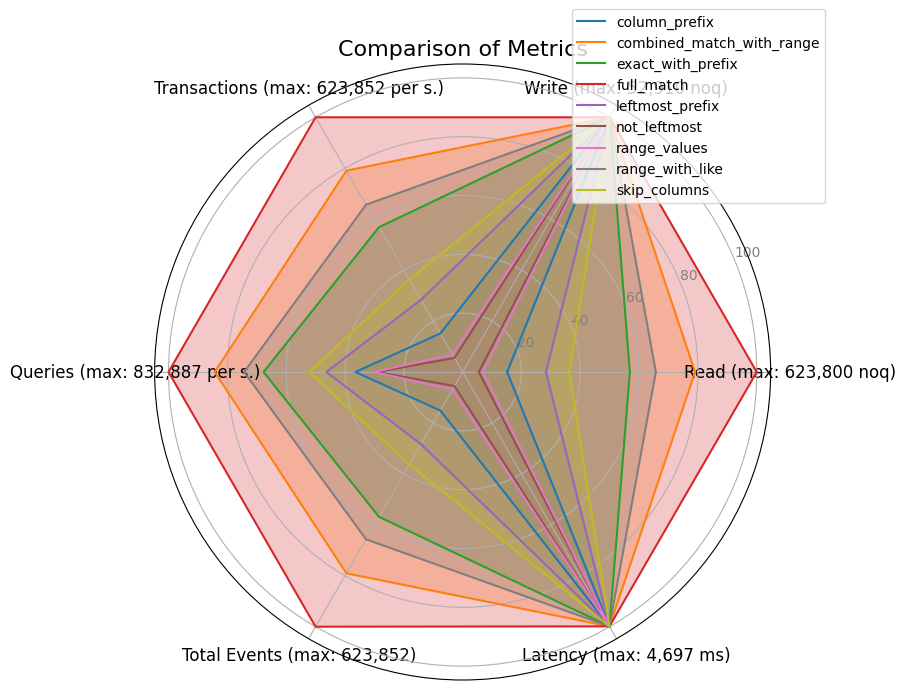 column_prefix
combined_match_with_range
Comparison of Metrics
exact_with_prefix
full_match
Transactions (max: 623,852 per s.)
Write (max: noq)
leftmost_prefix
not_leftmost
range_values
range_with_like
skip_columns
100
80
60
40
20
Queries (max: 832,887 per s.)
Read (max: 623,800 noq)
Total Events (max: 623,852)
Latency (max: 4,697 ms)